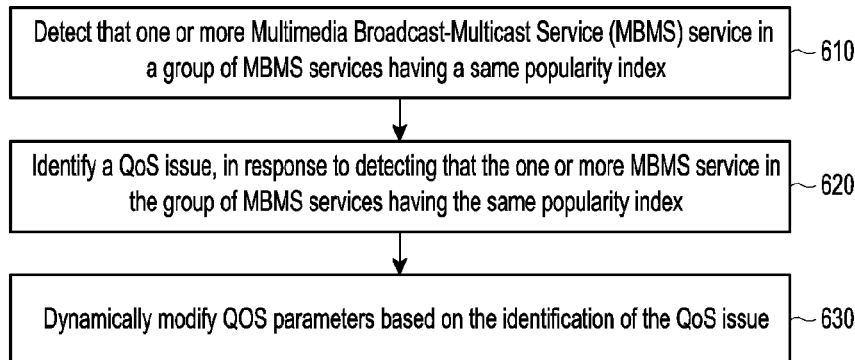 Detect that one or more Multimedia Broadcast-Multicast Service (MBMS) service in
a group of MBMS services having a same popularity index
610
Identify a QoS issue, in response to detecting that the one or more MBMS service in
the group of MBMS services having the same popularity index
620
Dynamically modify QOS parameters based on the identification of the QoS issue
630